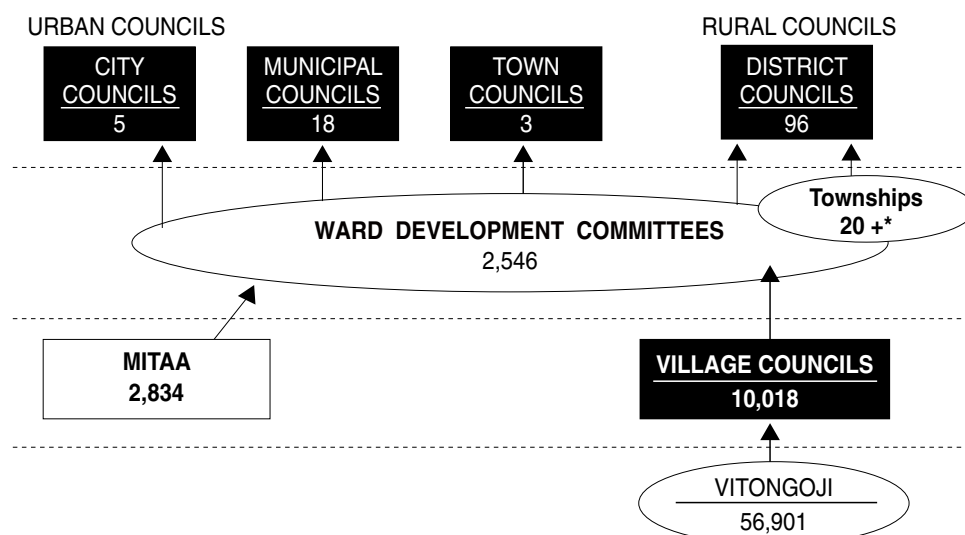 URBAN COUNCILS
RURAL COUNCILS
CITY
COUNCILS
5
MUNICIPAL
COUNCILS
18
TOWN
COUNCILS
3
DISTRICT
COUNCILS
96
Townships
20 +*
WARD DEVELOPMENT COMMITTEES
2,546
MITAA
2,834
VILLAGE COUNCILS
10,018
VITONGOJI
56,901